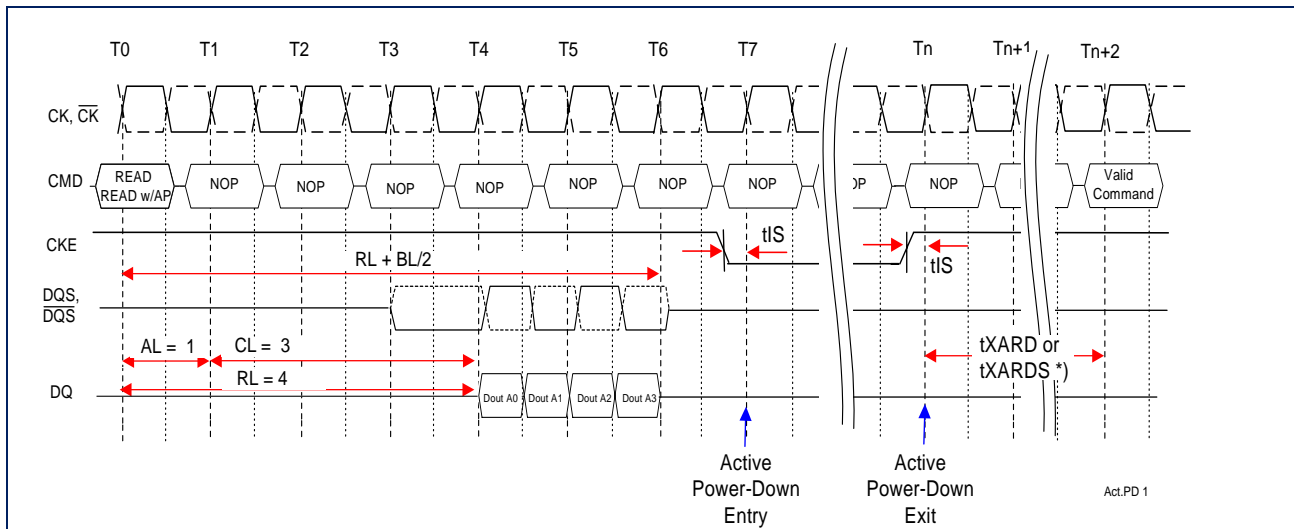 T0 T1 T2 T3 T4 T5 T6 T7 Tn Tn+1 Tn+2
CK, CK
CMD
READ
READ w/AP
NOP NOP NOP NOP NOP NOP NOP NOP
Valid
Command
CKE
tIS
tIS
RL + BL/2
DQS,
DQS
AL = 1 CL = 3
tXARD or
tXARDS *)
RL = 4
DQ
Dout A0 Dout A1 Dout A2 Dout A3
Active
Power-Down
Entry
Active
Power-Down
Exit
Act.PD 1